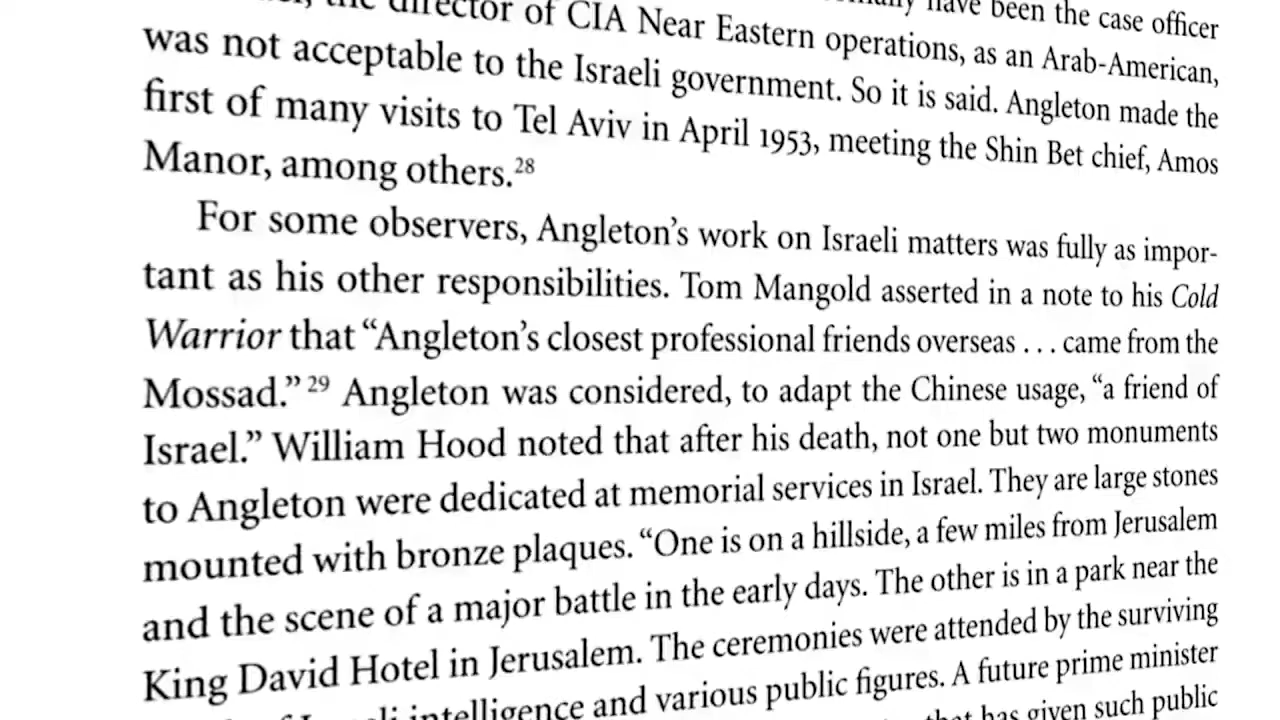 the director of CIA Near Eastern operations, as an Arab-American,
have been the case officer
was not acceptable to the Israeli government. So it is said. Angleton made the
first of many visits to Tel Aviv in April 1953, meeting the Shin Bet chief, Amos
Manor, among others.28
For some observers, Angleton’s work on Israeli matters was fully as impor-
tant as his other responsibilities. Tom Mangold asserted in a note to his Cold
Warrior that “Angleton’s closest professional friends overseas . . . came from the
Mossad.” 29 Angleton was considered, to adapt the Chinese usage, “a friend of
Israel.” William Hood noted that after his death, not one but two monuments
to Angleton were dedicated at memorial services in Israel. They are large stones
mounted with bronze plaques. “One is on a hillside, a few miles from Jerusalem
and the scene of a major battle in the early days. The other is in a park near the
King David Hotel in Jerusalem. The ceremonies were attended by the surviving
intelligence and various public figures. A future prime minister
that has given such public